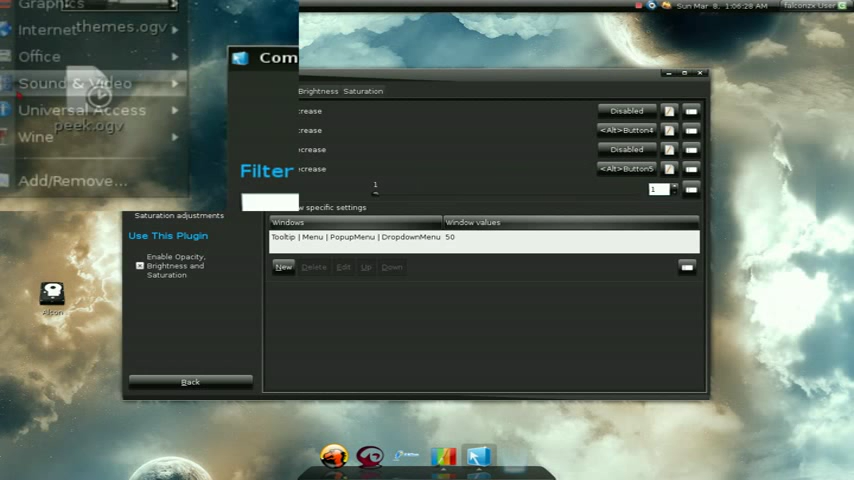 Graphics
Internet
themes.ogv
Office
Sound & Video
Universal Access
peek.ogv
Wine
Add/Remove...
Com
Filter
Sun Mar 8, 1:06:28 AM
falconzx User
Brightness Saturation
crease
Disabled
crease
<Alt>Button4
crease
Disabled
crease
<Alt>Button5
1
1
w specific settings
Windows
Window values
Tooltip | Menu | PopupMenu | DropdownMenu 50
New Delete Edit Up Down
Saturation adjustments
Use This Plugin
Enable Opacity,
Brightness and
Saturation
Back